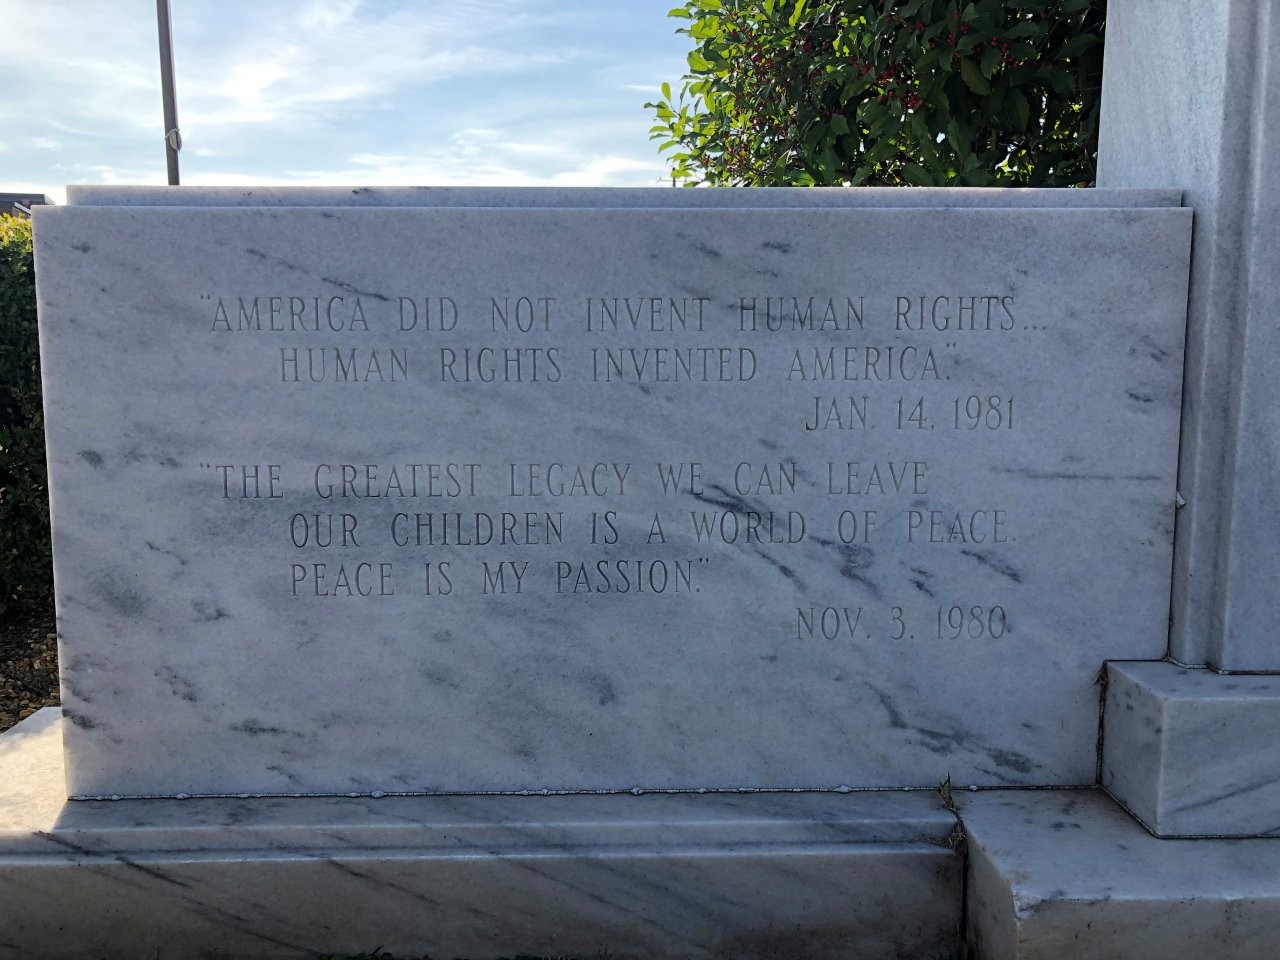 "AMERICA DID NOT INVENT HUMAN RIGHTS...
HUMAN RIGHTS INVENTED AMERICA."
JAN. 14, 1981
"THE GREATEST LEGACY WE CAN LEAVE
OUR CHILDREN IS A WORLD OF PEACE.
PEACE IS MY PASSION."
NOV. 3, 1980